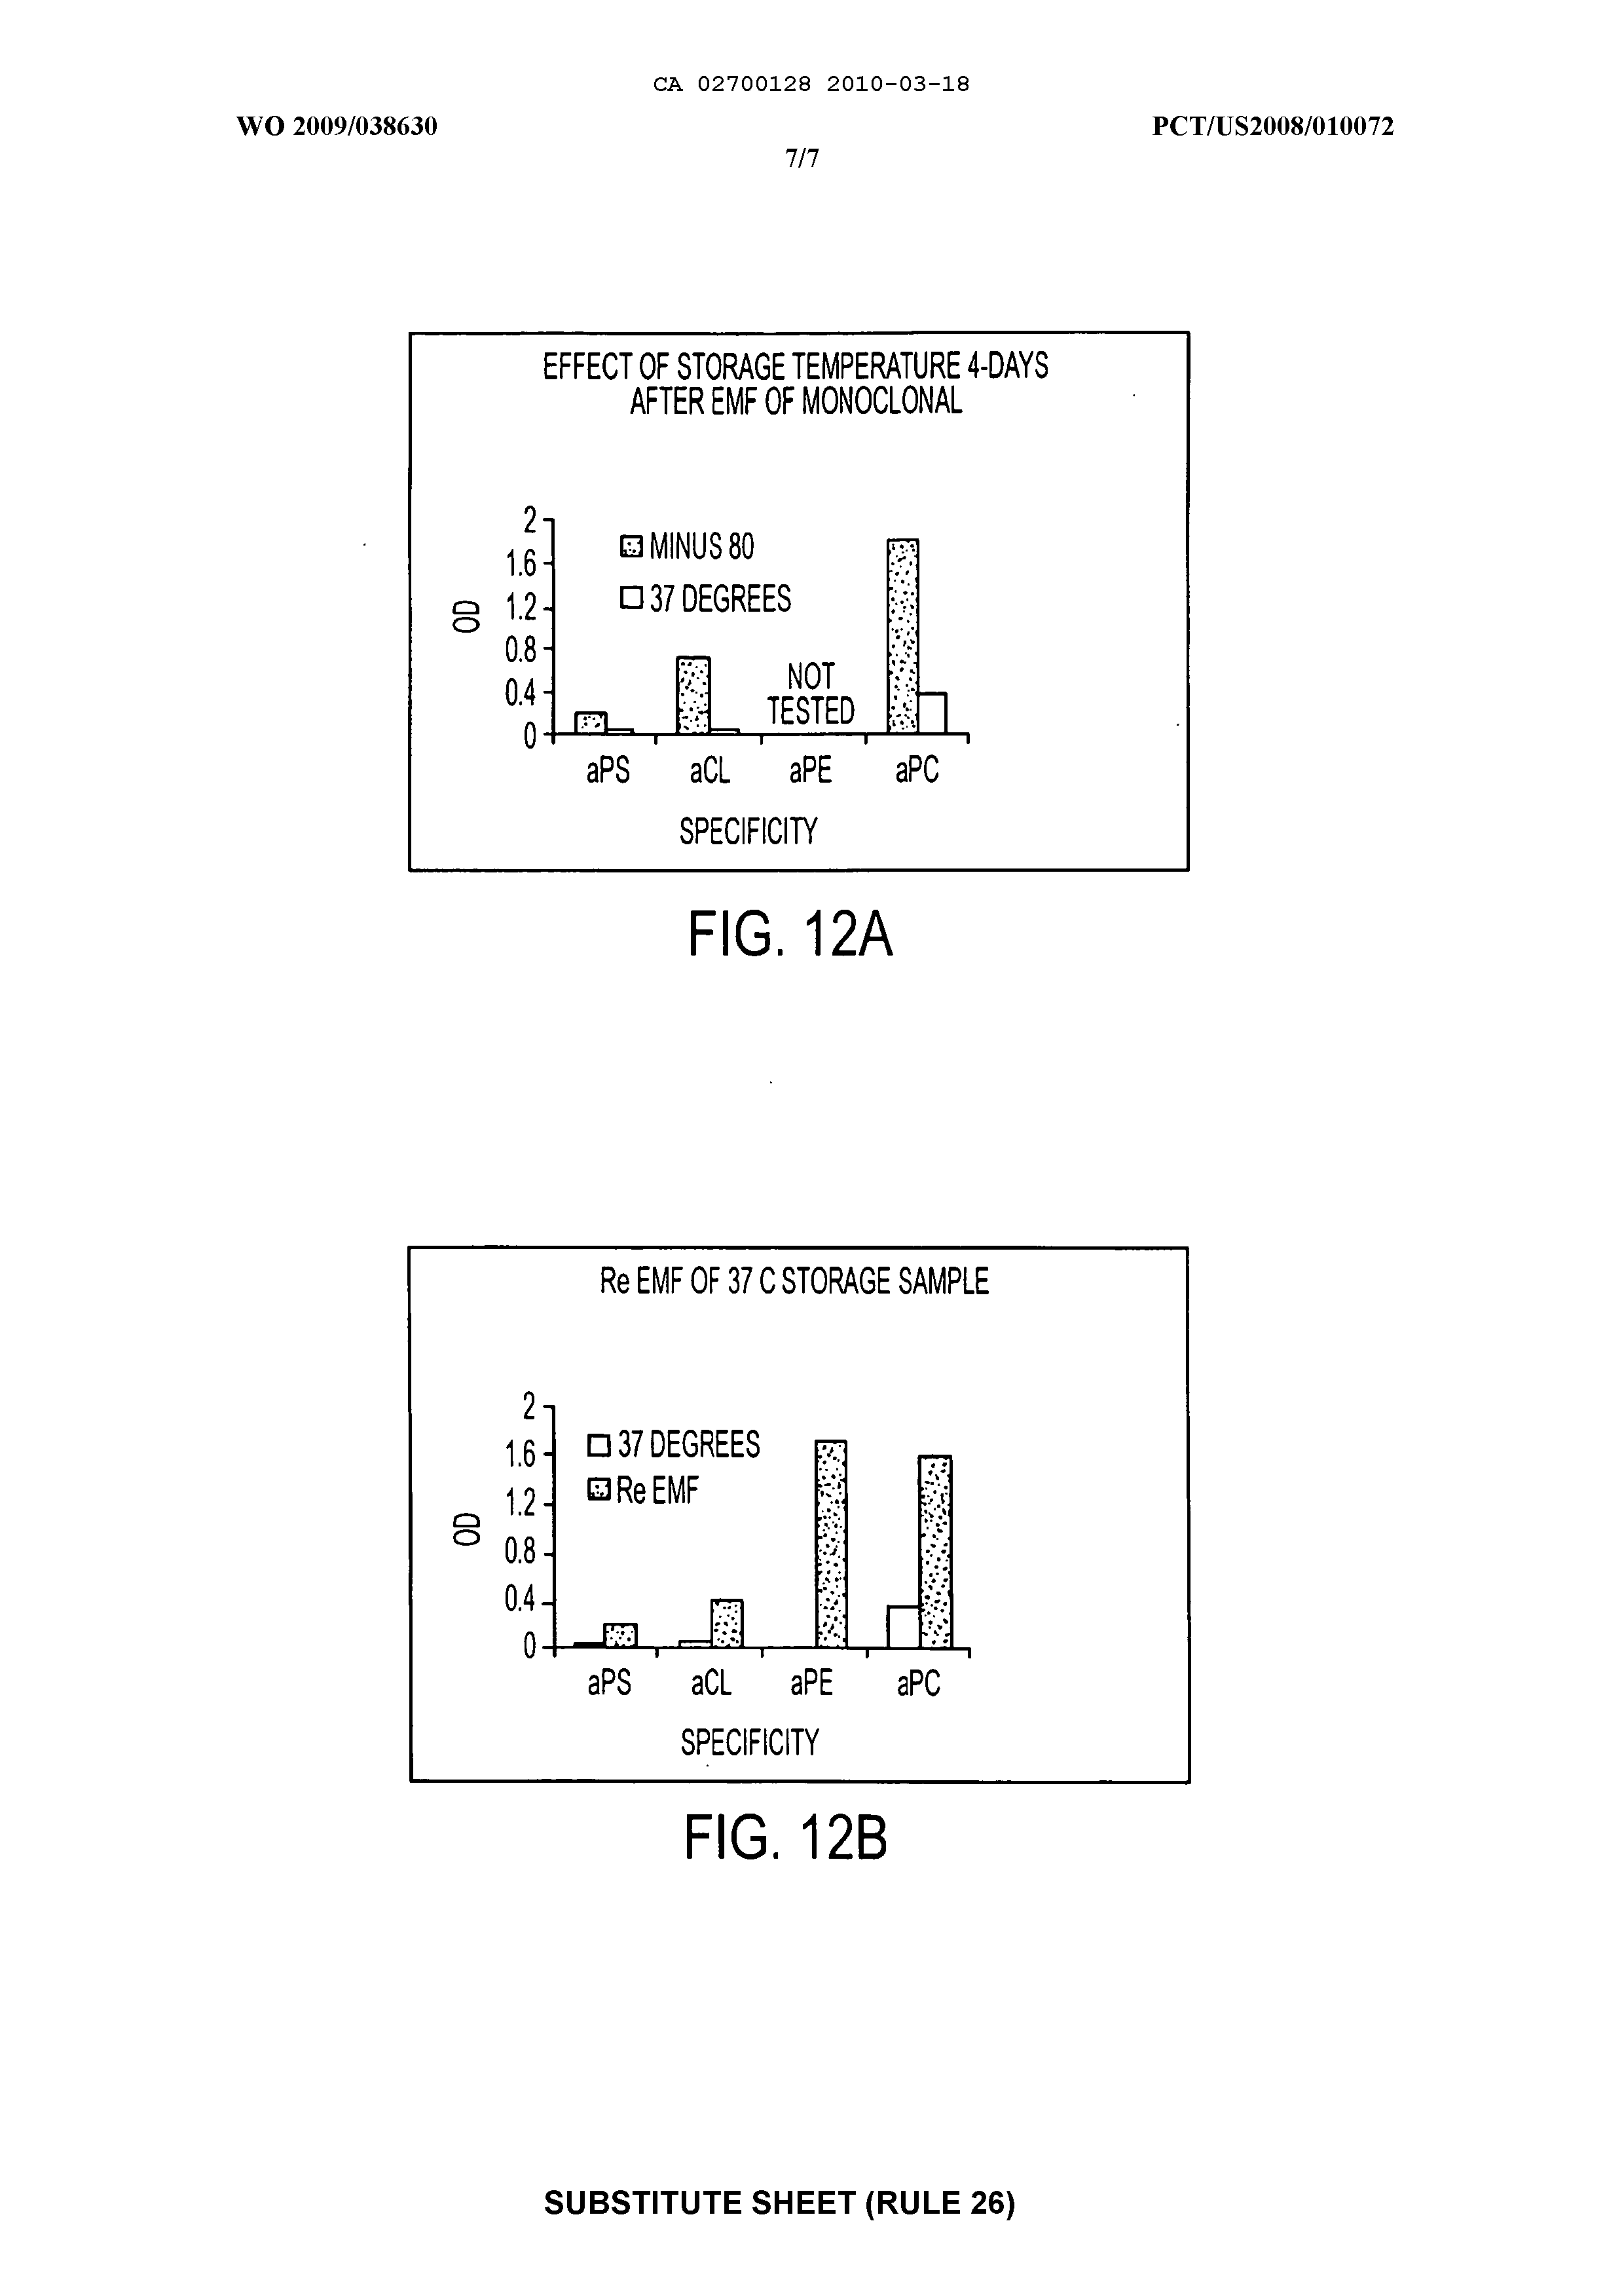 CA 02700128 2010-03-18
WO 2009/038630
PCT/US2008/010072
7/7
EFFECT OF STORAGE TEMPERATURE 4-DAYS
AFTER EMF OF MONOCLONAL
2
1.6
1.2
0.8
0.4
0
OD
MINUS 80
37 DEGREES
NOT
TESTED
aPS aCL aPE aPC
SPECIFICITY
FIG. 12A
Re EMF OF 37 C STORAGE SAMPLE
2
1.6
1.2
0.8
0.4
0
OD
37 DEGREES
Re EMF
aPS aCL aPE aPC
SPECIFICITY
FIG. 12B
SUBSTITUTE SHEET (RULE 26)